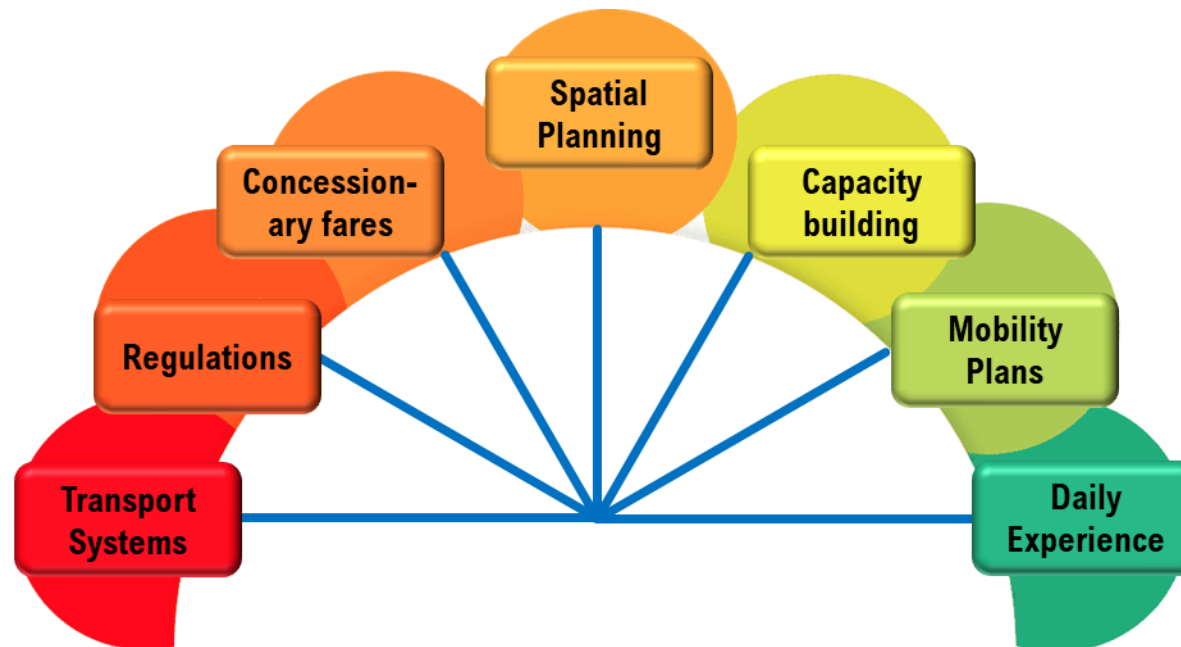 Spatial
Planning
Concession-
ary fares
Capacity
building
Regulations
Mobility
Plans
Transport
Systems
Daily
Experience